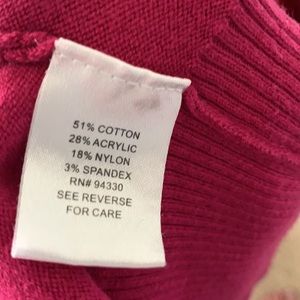 51% COTTON
28% ACRYLIC
18% NYLON
3% SPANDEX
RN# 94330
SEE REVERSE
FOR CARE